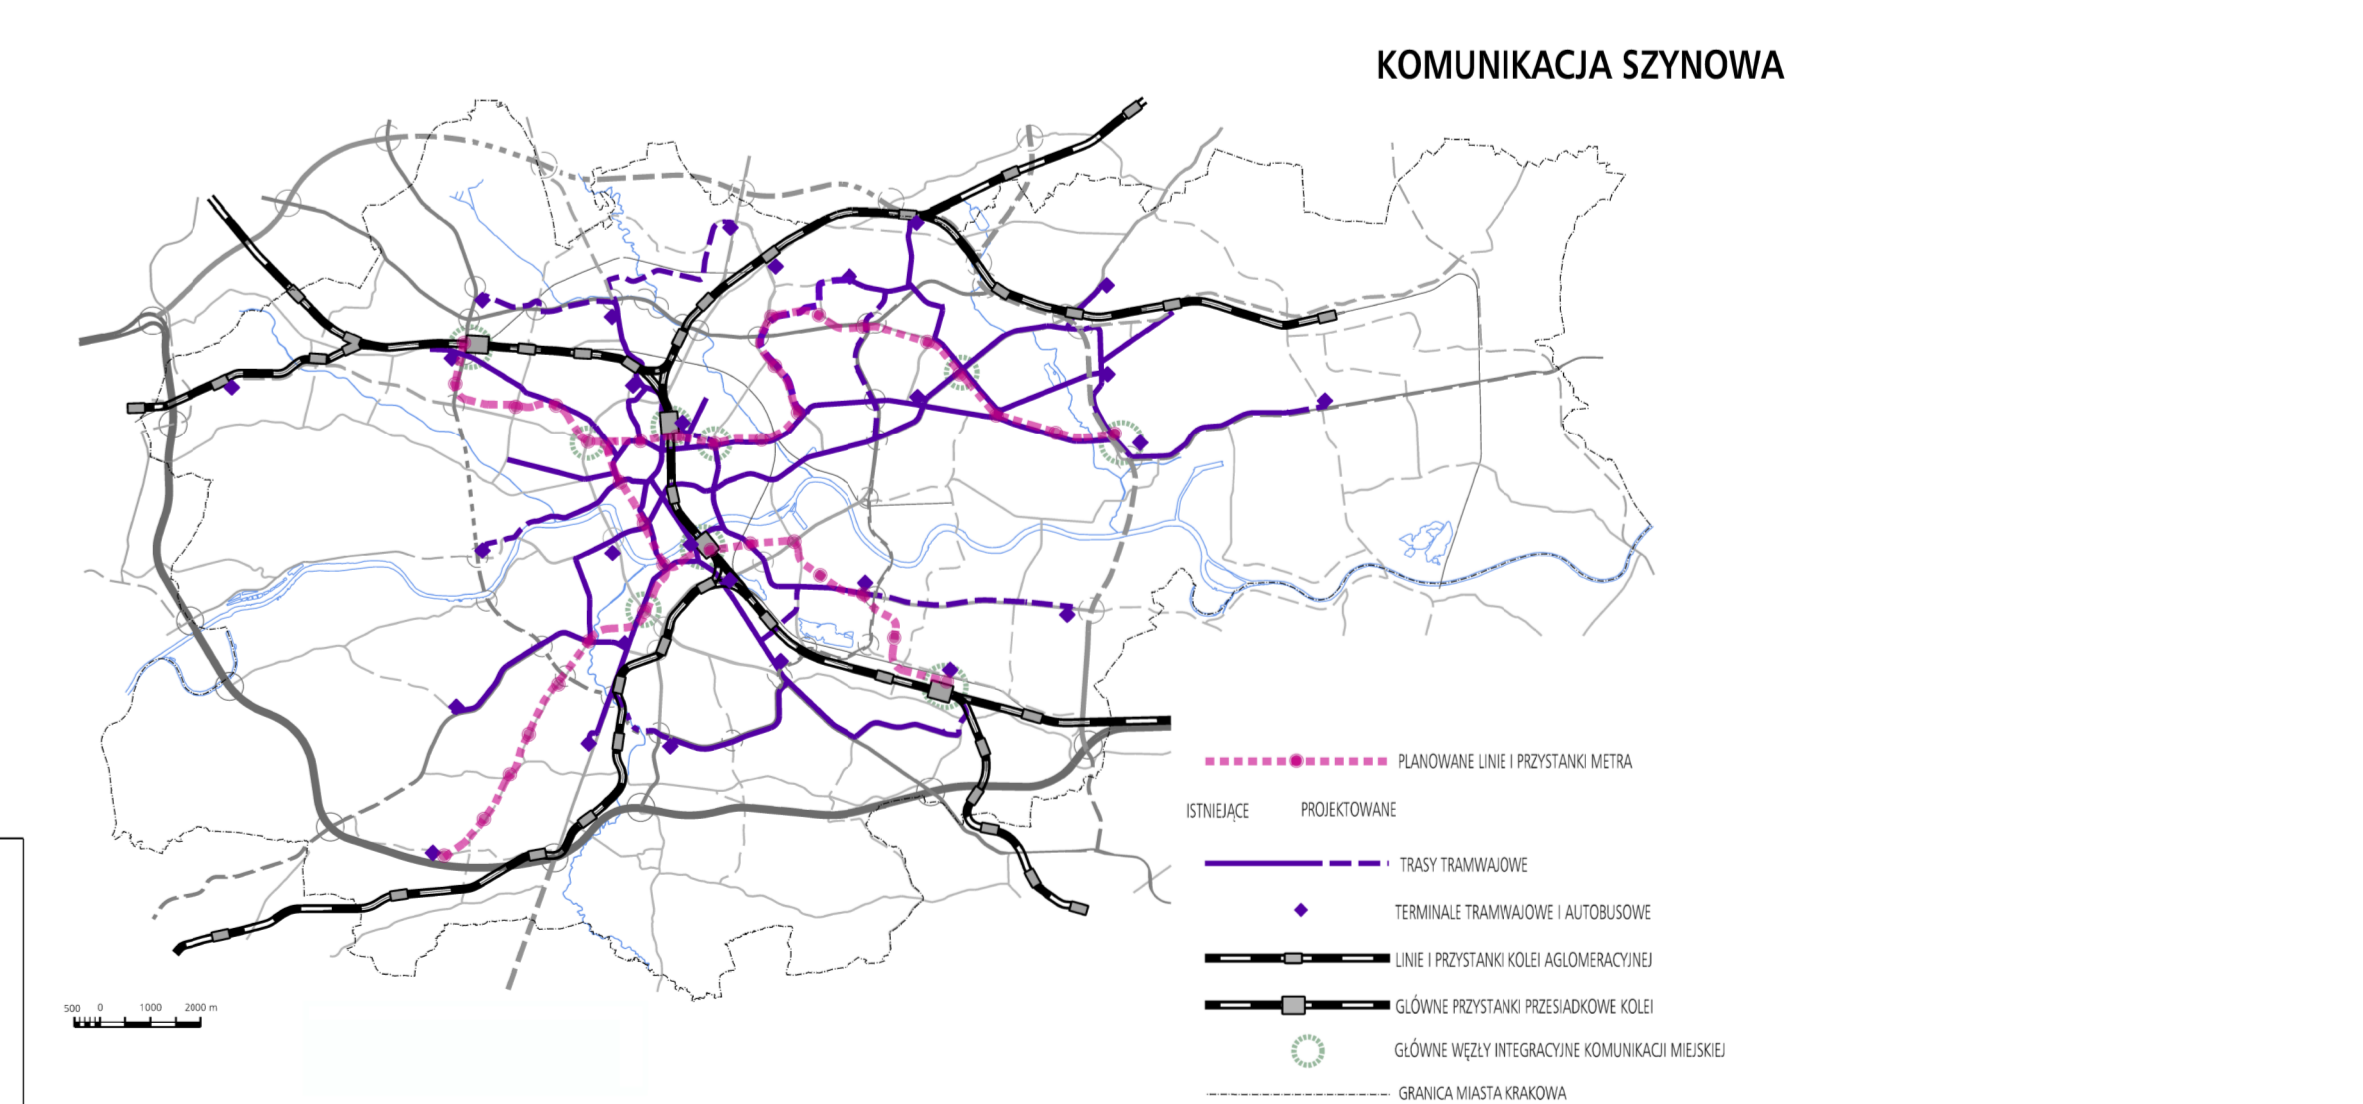 KOMUNIKACJA SZYNOWA
PLANOWANE LINIE I PRZYSTANKI METRA
ISTNIEJĄCE PROJEKTOWANE
TRASY TRAMWAJOWE
TERMINALE TRAMWAJOWE I AUTOBUSOWE
LINIE I PRZYSTANKI KOLEI AGLOMERACYJNEJ
GLÓWNE PRZYSTANKI PRZESIADKOWE KOLEI
GŁÓWNE WĘZŁY INTEGRACYJNE KOMUNIKACJI MIEJSKIEJ
GRANICA MIASTA KRAKOWA
500 0 1000 2000 m